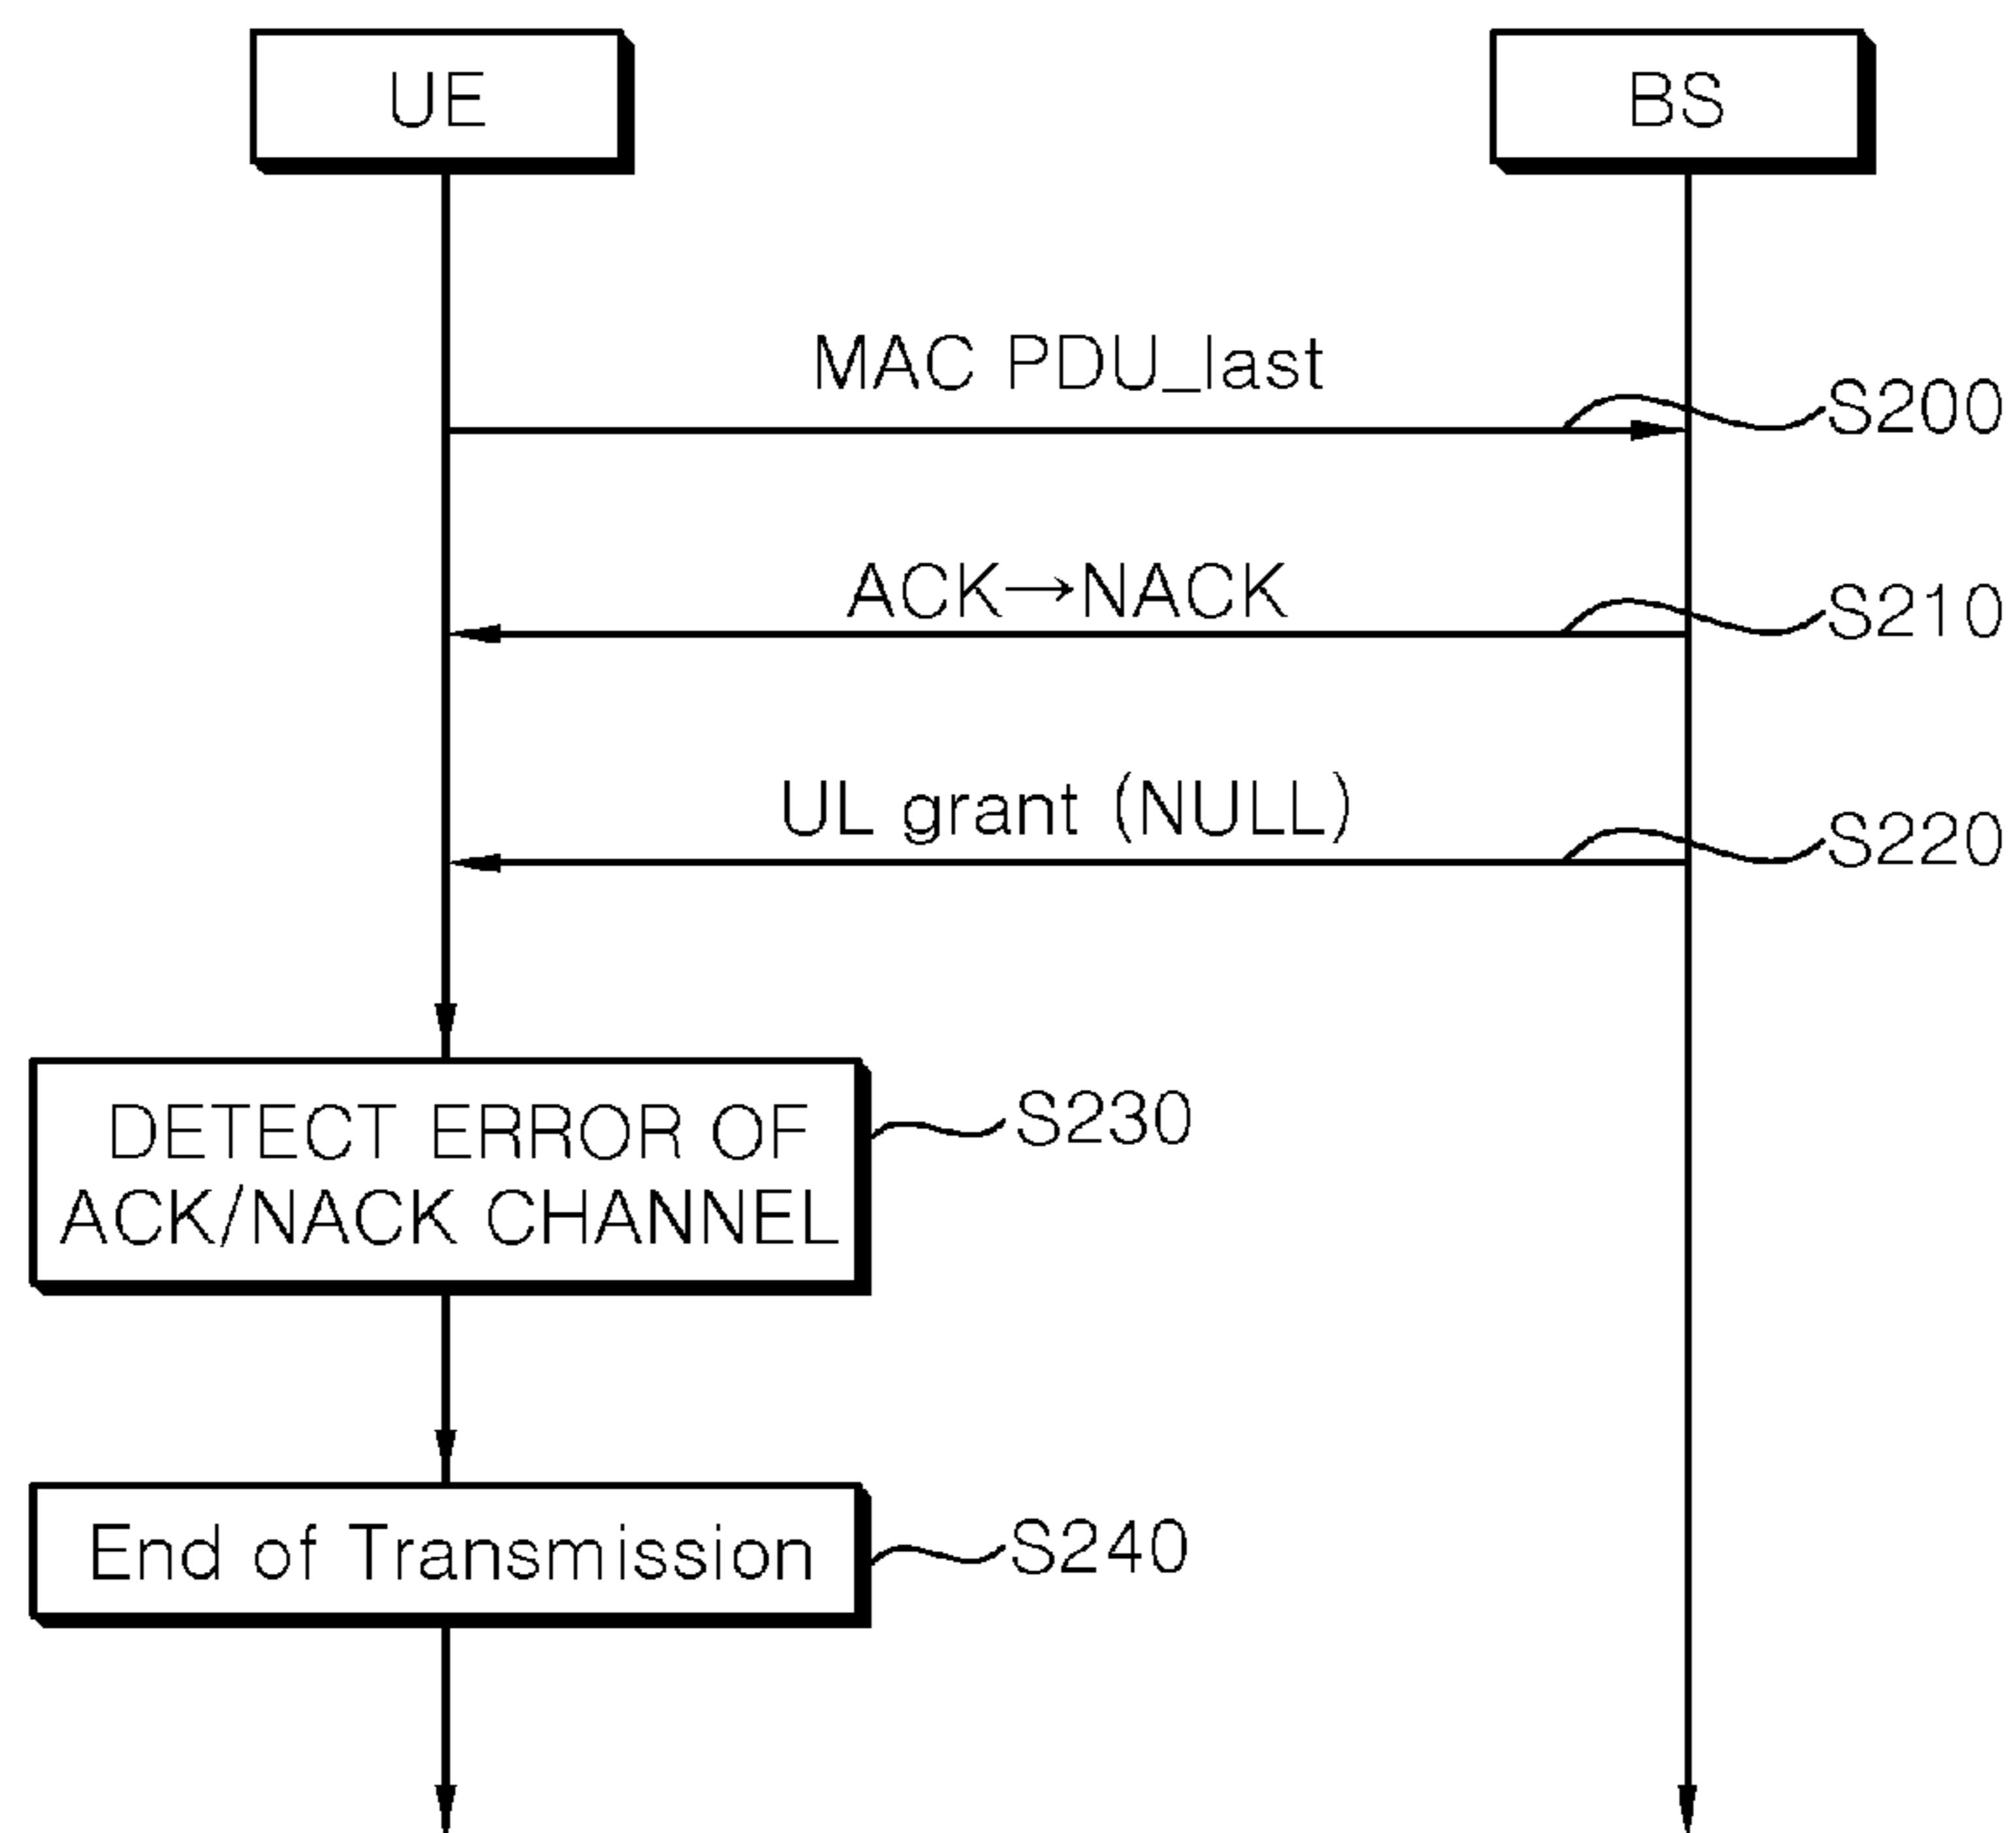 UE
BS
MAC PDU_last
S200
ACK→NACK
S210
UL grant (NULL)
S220
DETECT ERROR OF
ACK/NACK CHANNEL
S230
End of Transmission
S240